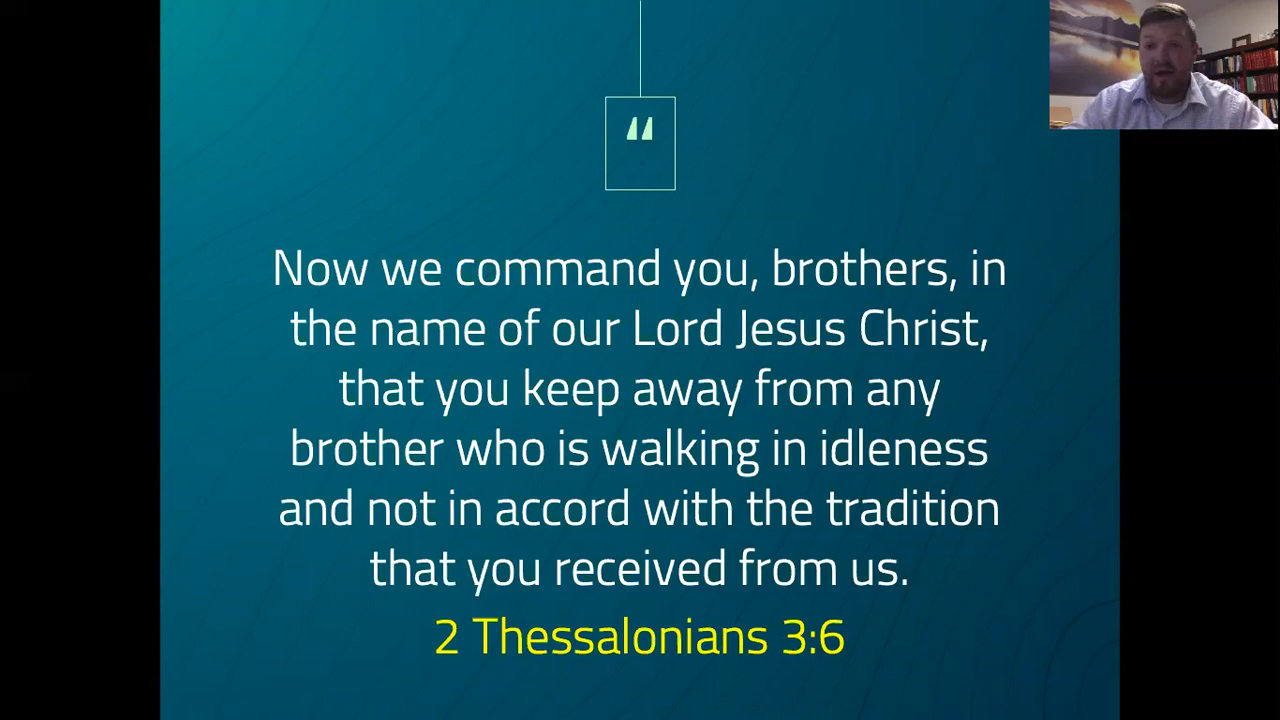 “
Now we command you, brothers, in
the name of our Lord Jesus Christ,
that you keep away from any
brother who is walking in idleness
and not in accord with the tradition
that you received from us.
2 Thessalonians 3:6